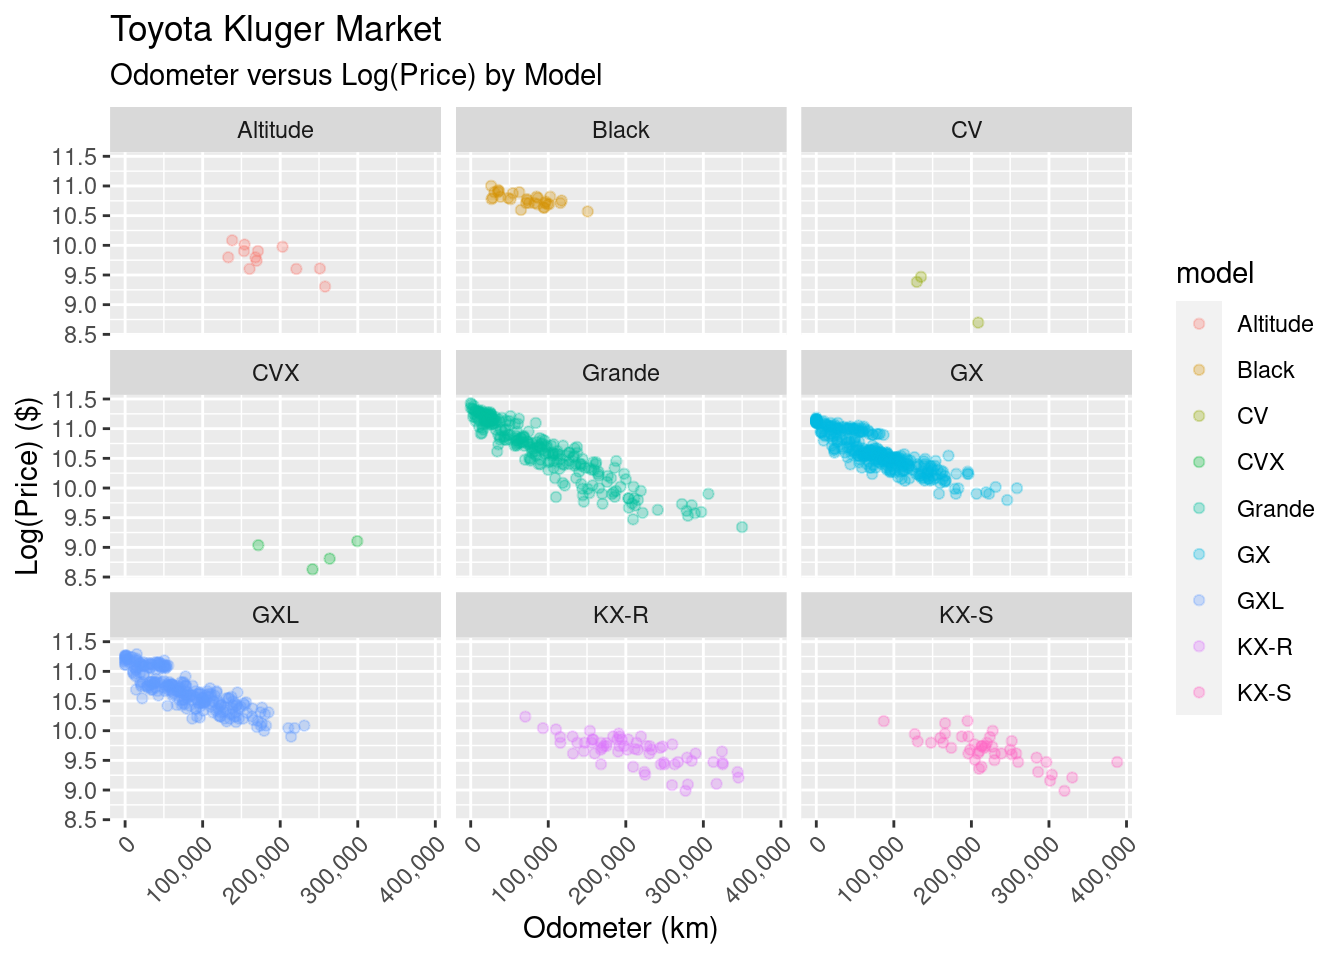 Toyota Kluger Market
Odometer versus Log(Price) by Model
Altitude
Black
CV
11.5
11.0
10.5
10.0
9.5
9.0
8.5
CVX
Grande
GX
11.5
11.0
10.5
10.0
9.5
9.0
8.5
GXL
KX-R
KX-S
11.5
11.0
10.5
10.0
9.5
9.0
8.5
Log(Price) ($)
0
100,000
200,000
300,000
400,000
0
100,000
200,000
300,000
400,000
0
100,000
200,000
300,000
400,000
Odometer (km)
model
Altitude
Black
CV
CVX
Grande
GX
GXL
KX-R
KX-S